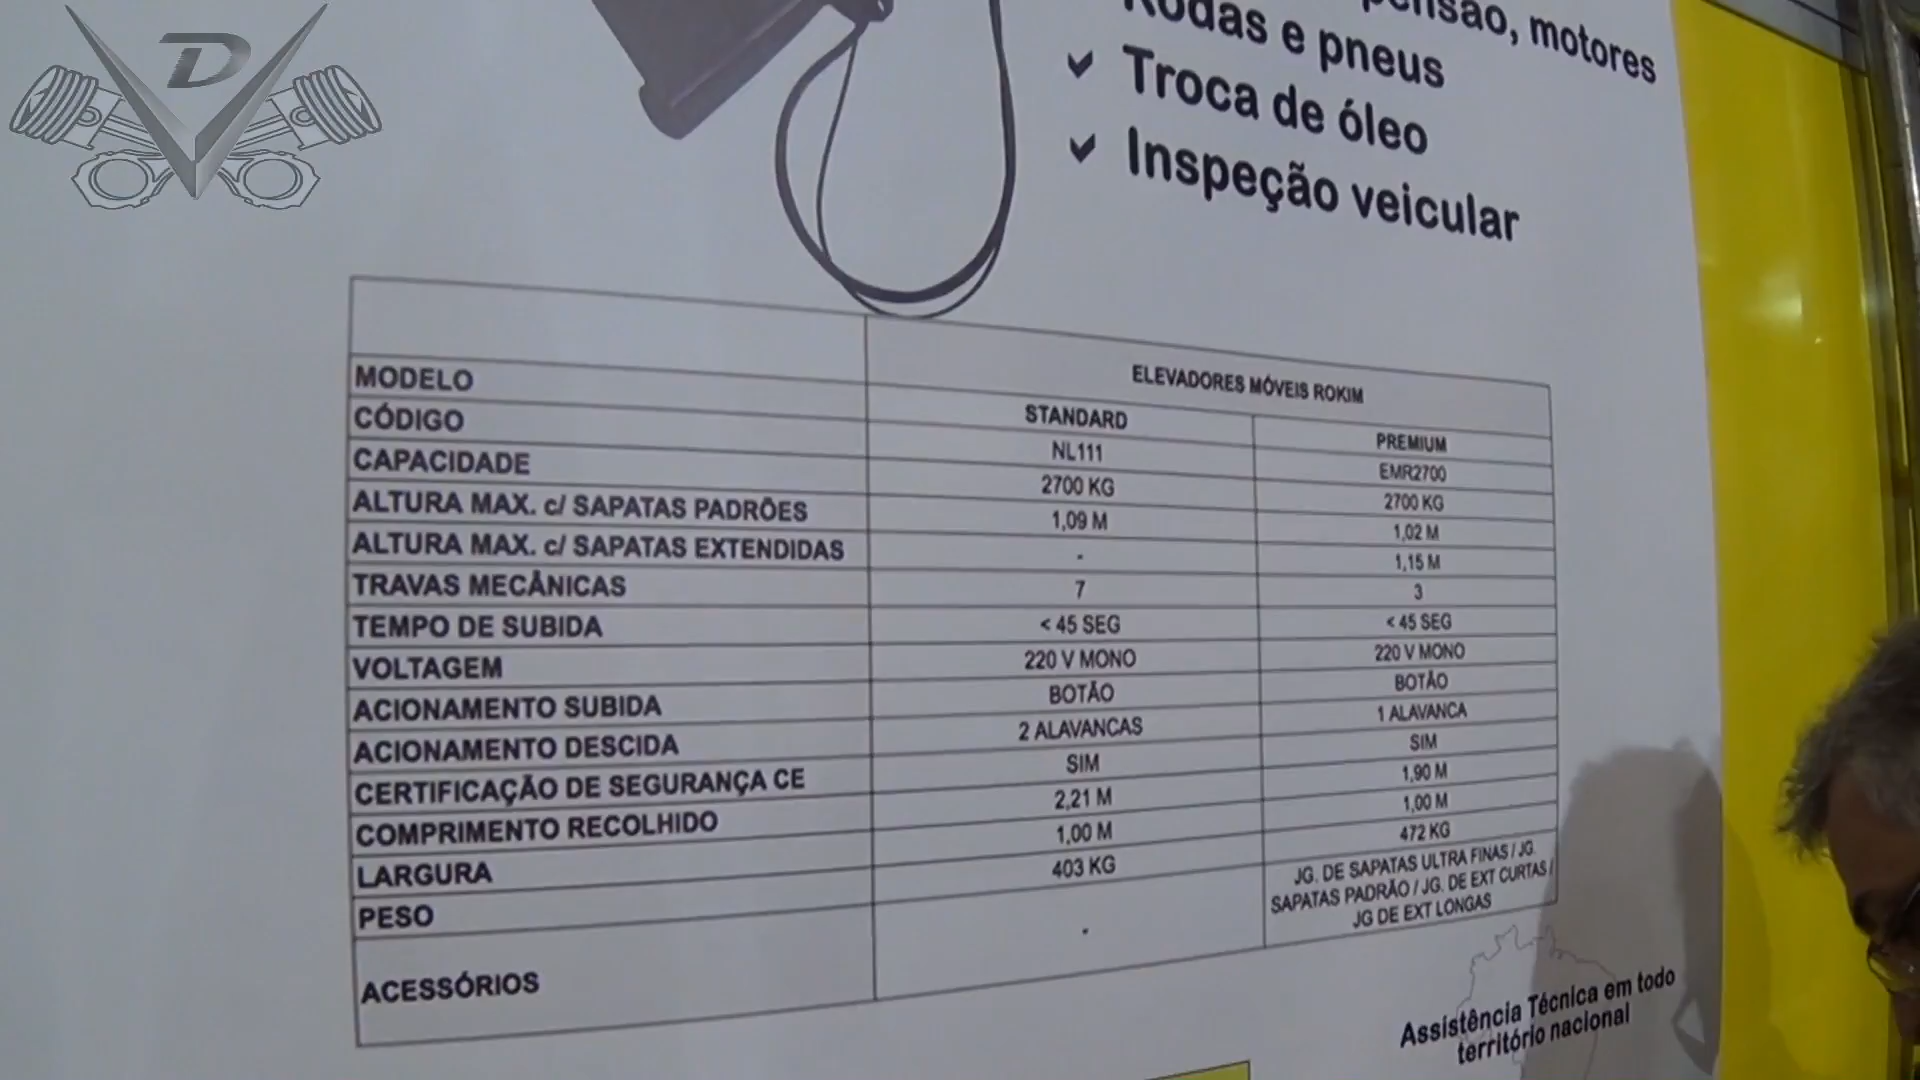 D
motores
Rodas e pneus
Troca de óleo
Inspeção veicular
ELEVADORES MÓVEIS ROKIM
MODELO STANDARD PREMIUM
CÓDIGO NL111 EMR2700
CAPACIDADE 2700 KG 2700 KG
ALTURA MAX. c/ SAPATAS PADRÕES 1,09 M 1,02 M
ALTURA MAX. c/ SAPATAS EXTENDIDAS - 1,15 M
TRAVAS MECÂNICAS 7 3
TEMPO DE SUBIDA < 45 SEG < 45 SEG
VOLTAGEM 220 V MONO 220 V MONO
ACIONAMENTO SUBIDA BOTÃO BOTÃO
ACIONAMENTO DESCIDA 2 ALAVANCAS 1 ALAVANCA
CERTIFICAÇÃO DE SEGURANÇA CE SIM SIM
COMPRIMENTO RECOLHIDO 2,21 M 1,90 M
LARGURA 1,00 M 1,00 M
PESO 403 KG 472 KG
ACESSÓRIOS - JG. DE SAPATAS ULTRA FINAS / JG.
SAPATAS PADRÃO / JG. DE EXT CURTAS /
JG DE EXT LONGAS
Assistência Técnica em todo
território nacional